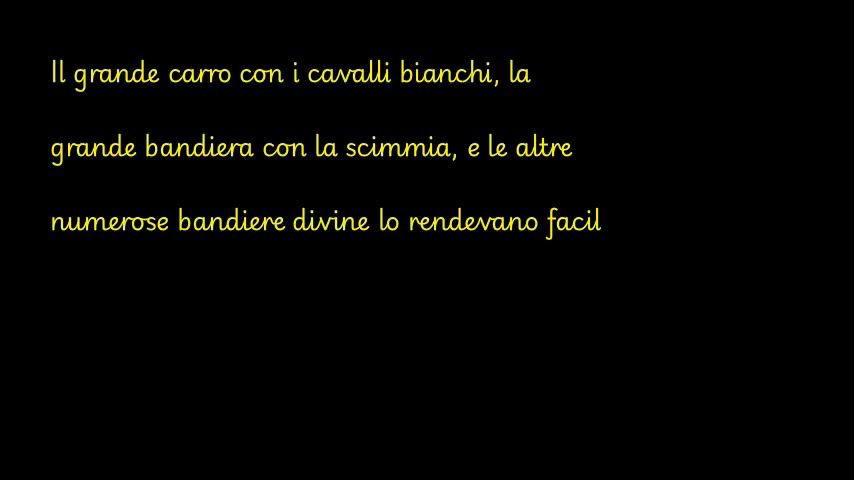 Il grande carro con i cavalli bianchi, la
grande bandiera con la scimmia, e le altre
numerose bandiere divine lo rendevano facil